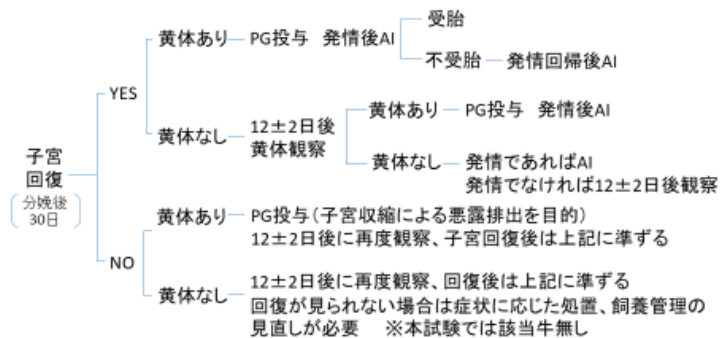 子宮
回復
分娩後
30日
YES
黄体あり
PG投与 発情後AI
受胎
不受胎
発情回帰後AI
黄体なし
12±2日後
黄体観察
黄体あり
PG投与 発情後AI
黄体なし
発情であればAI
発情でなければ12±2日後観察
NO
黄体あり
PG投与(子宮収縮による悪露排出を目的)
12±2日後に再度観察、子宮回復後は上記に準ずる
黄体なし
12±2日後に再度観察、回復後は上記に準ずる
回復が見られない場合は症状に応じた処置、飼養管理の
見直しが必要 ※本試験では該当牛無し